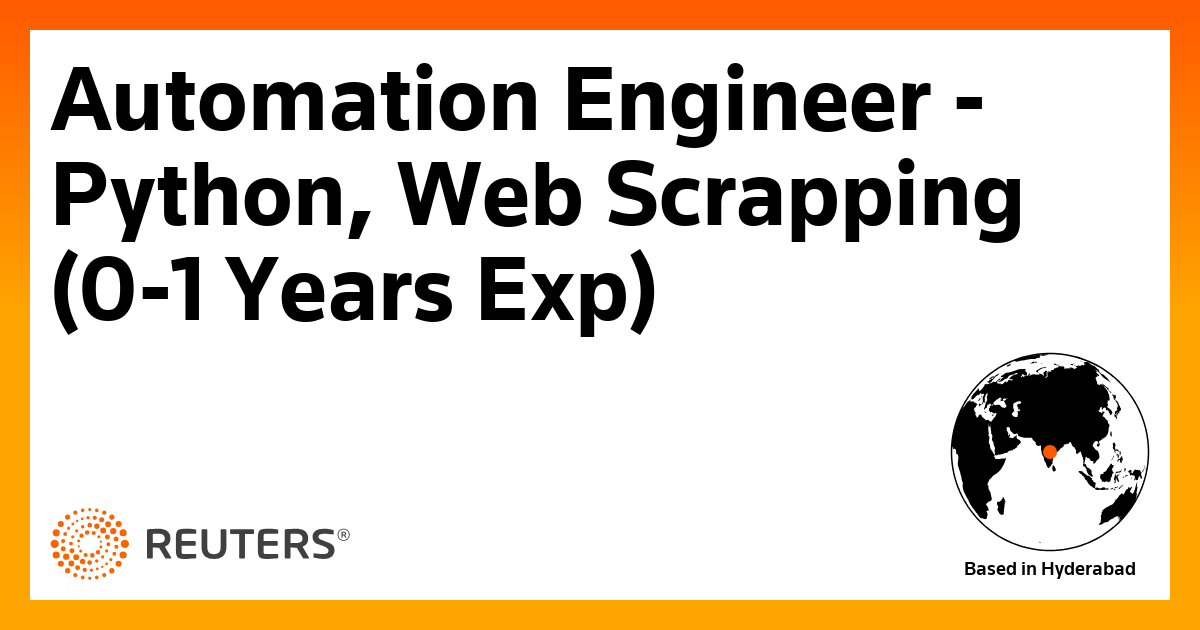 Automation Engineer -
Python, Web Scrapping
(0-1 Years Exp)
REUTERS®
Based in Hyderabad